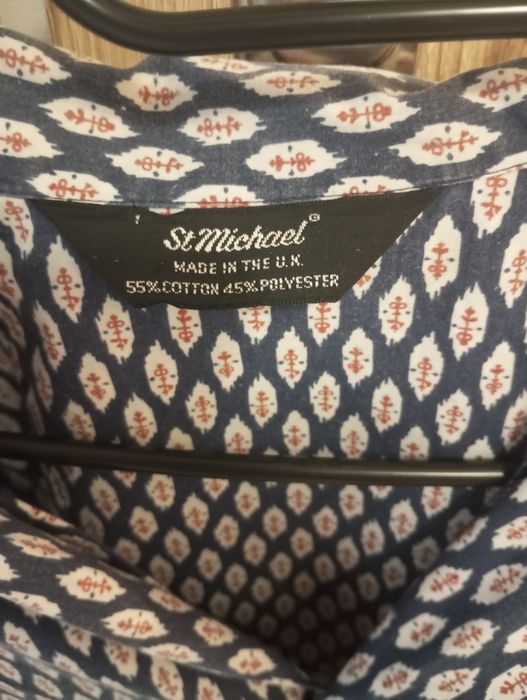 St Michael®
MADE IN THE U.K.
55% COTTON 45% POLYESTER